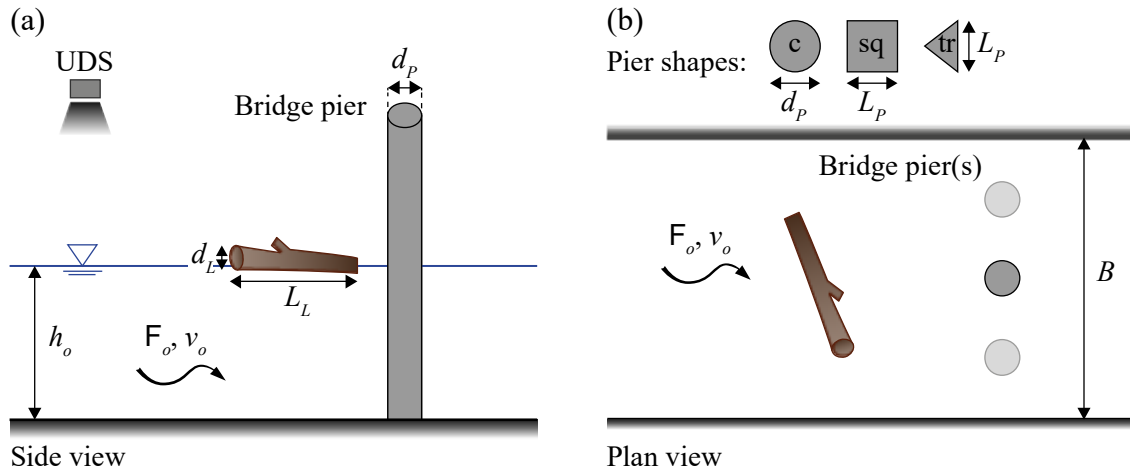 (a)
UDS
d_P
Bridge pier
d_L
L_L
h_o
F_o, v_o
Side view
(b)
Pier shapes:
c
sq
tr
L_P
d_P
L_P
Bridge pier(s)
F_o, v_o
B
Plan view